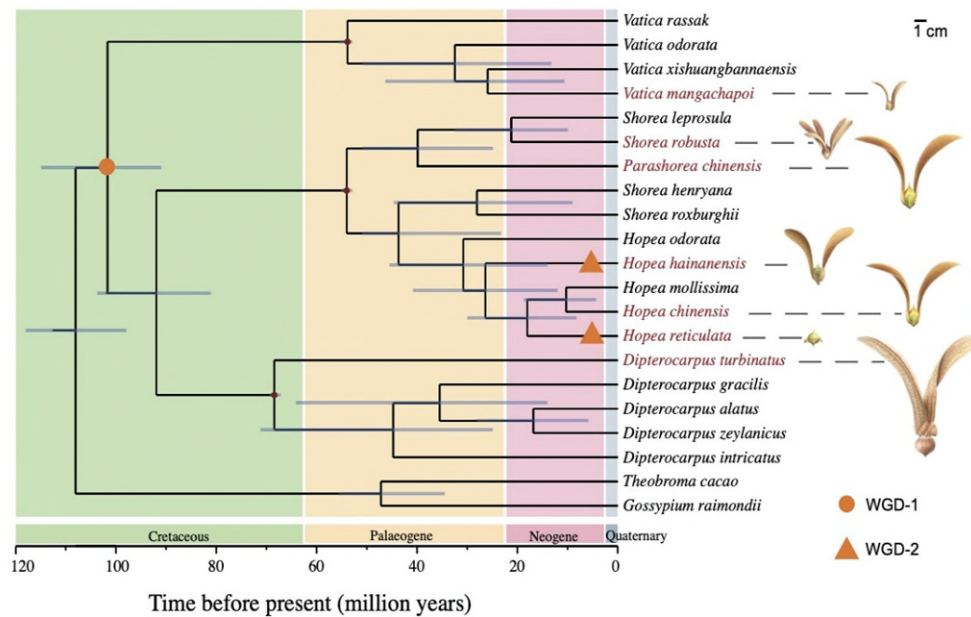 Vatica rassak
1 cm
Vatica odorata
Vatica xishuangbannaensis
Vatica mangachapoi
Shorea leprosula
Shorea robusta
Parashorea chinensis
Shorea henryana
Shorea roxburghii
Hopea odorata
Hopea hainanensis
Hopea mollissima
Hopea chinensis
Hopea reticulata
Dipterocarpus turbinatus
Dipterocarpus gracilis
Dipterocarpus alatus
Dipterocarpus zeylanicus
Dipterocarpus intricatus
Theobroma cacao
Gossypium raimondii
WGD-1
WGD-2
Cretaceous Palaeogene Neogene Quaternary
120 100 80 60 40 20 0
Time before present (million years)